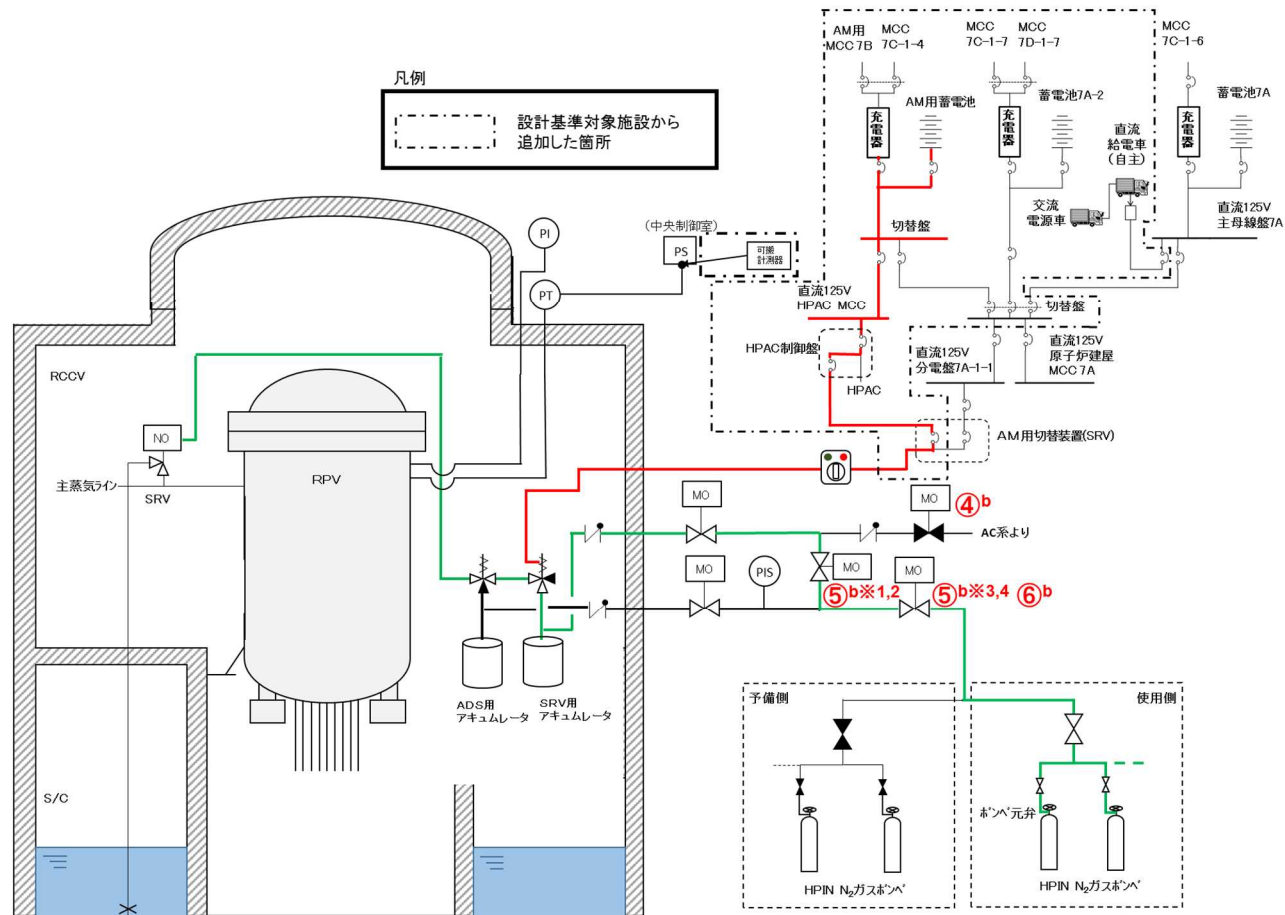 凡例
設計基準対象施設から
追加した箇所
AM用
MCC 7B
MCC
7C-1-4
MCC
7C-1-7
MCC
7D-1-7
MCC
7C-1-6
充電器
AM用蓄電池
充電器
蓄電池7A-2
直流
給電車
(自主)
充電器
蓄電池7A
交流
電源車
直流125V
主母線盤7A
切替盤
切替盤
直流125V
HPAC MCC
HPAC制御盤
HPAC
直流125V
分電盤7A-1-1
直流125V
原子炉建屋
MCC 7A
AM用切替装置(SRV)
(中央制御室)
PS
可搬
計測器
PI
PT
RCCV
NO
主蒸気ライン
SRV
RPV
MO
MO
④b
AC系より
MO
MO
PIS
MO
⑤b※1,2
⑤b※3,4
⑥b
ADS用
アキュムレータ
SRV用
アキュムレータ
S/C
予備側
使用側
ボンベ元弁
HPIN N₂ガスボンベ
HPIN N₂ガスボンベ